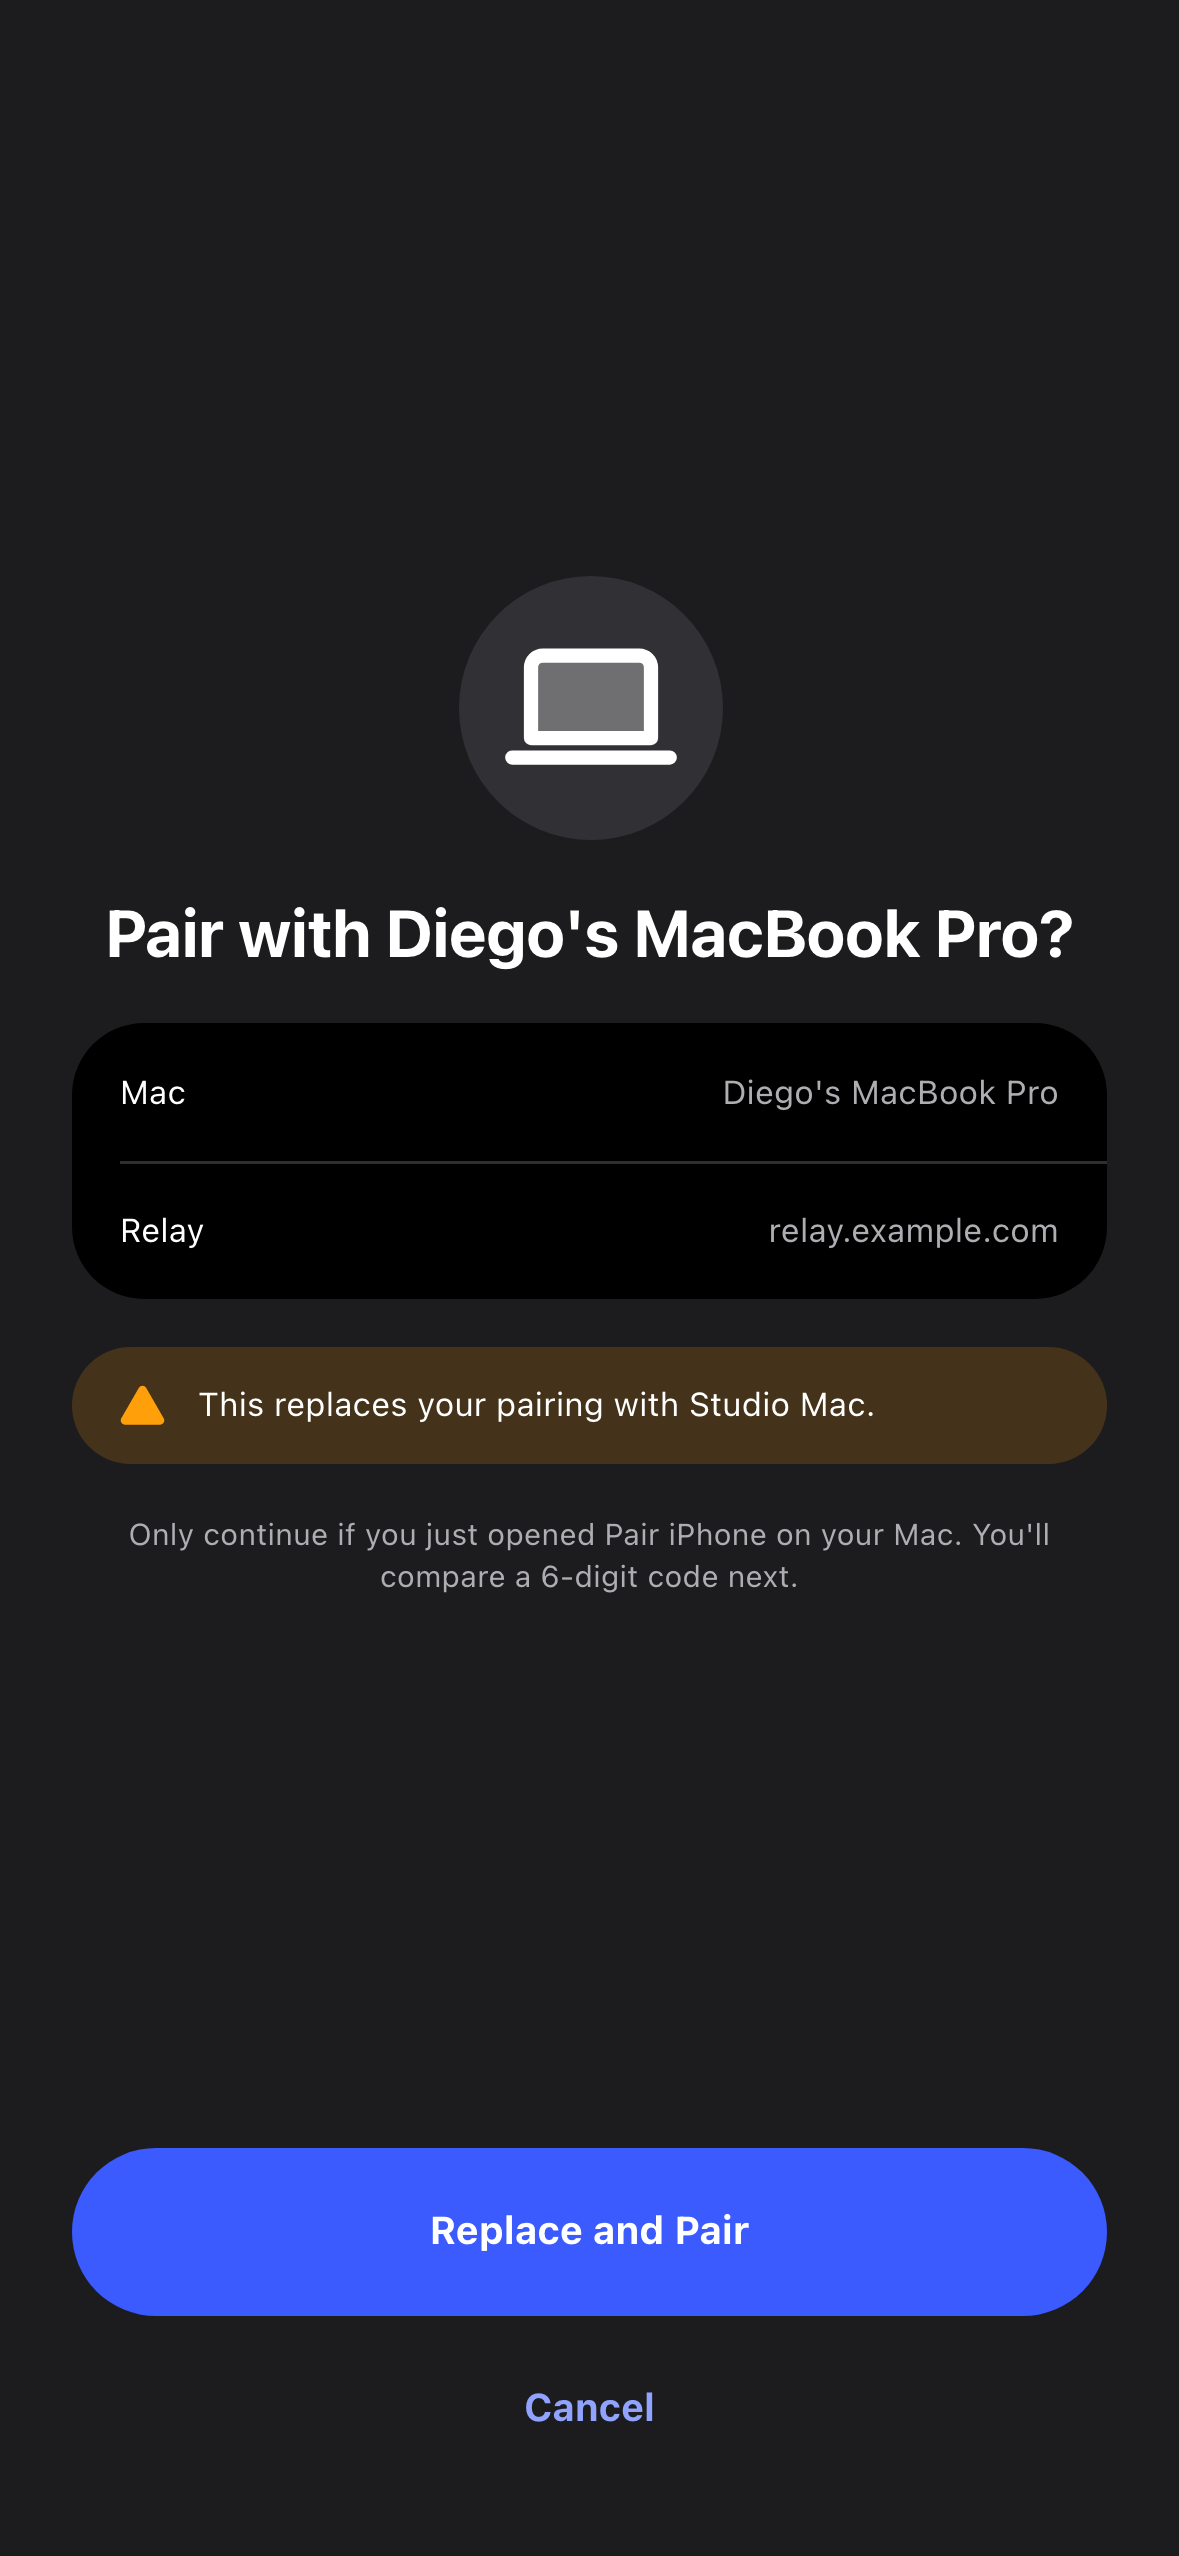 Pair with Diego's MacBook Pro?
Mac Diego's MacBook Pro
Relay relay.example.com
This replaces your pairing with Studio Mac.
Only continue if you just opened Pair iPhone on your Mac. You'll
compare a 6-digit code next.
Replace and Pair
Cancel